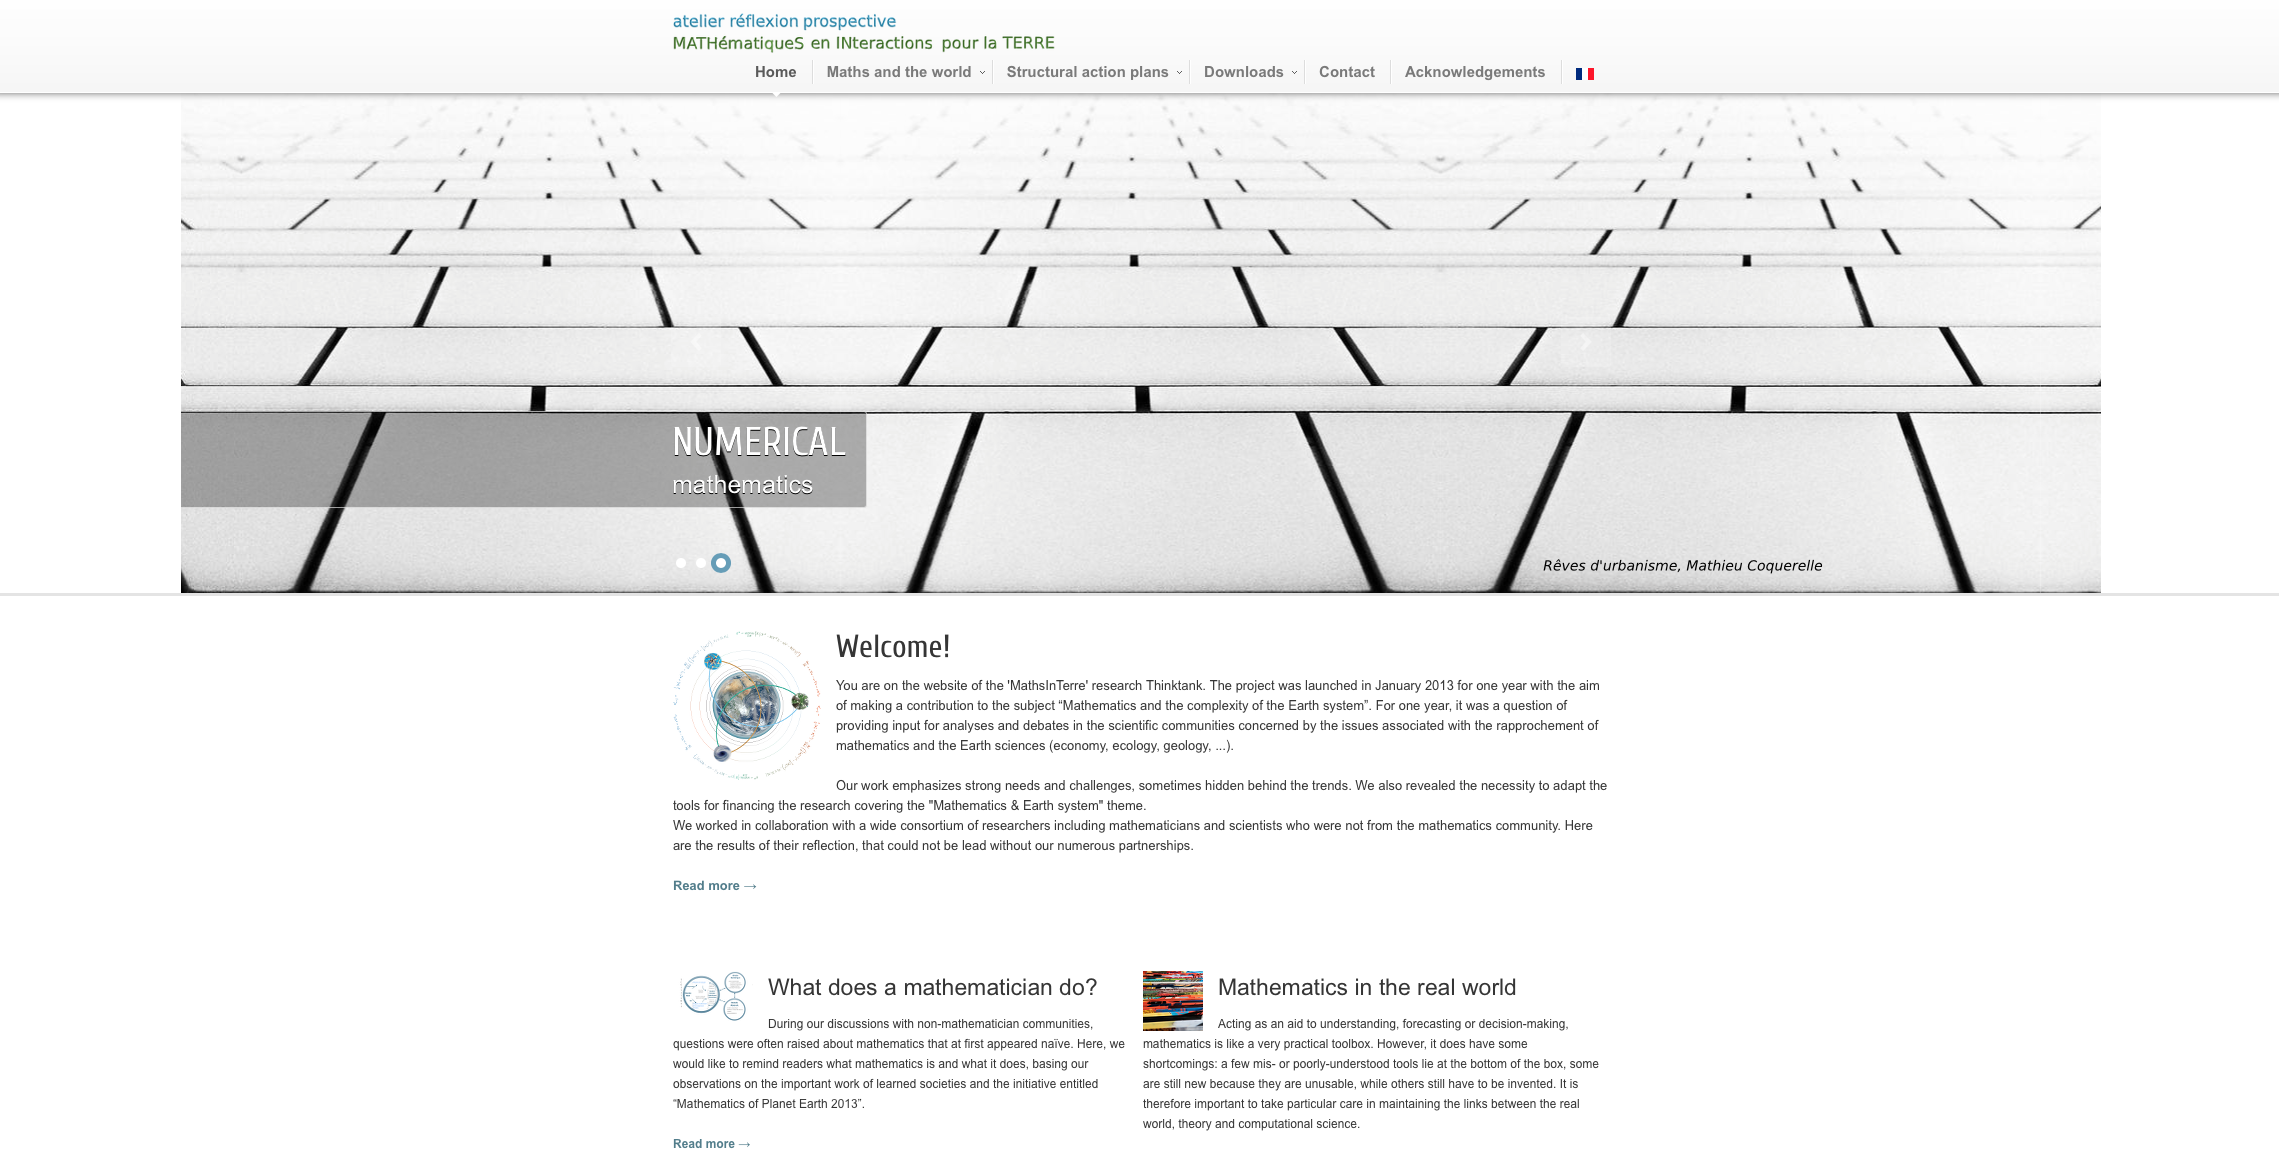 atelier réflexion prospective
MATHématiqueS en INteractions pour la TERRE
Home Maths and the world Structural action plans Downloads Contact Acknowledgements
NUMERICAL
mathematics
Rêves d'urbanisme, Mathieu Coquerelle
Welcome!
You are on the website of the 'MathsInTerre' research Thinktank. The project was launched in January 2013 for one year with the aim
of making a contribution to the subject “Mathematics and the complexity of the Earth system”. For one year, it was a question of
providing input for analyses and debates in the scientific communities concerned by the issues associated with the rapprochement of
mathematics and the Earth sciences (economy, ecology, geology, ...).
Our work emphasizes strong needs and challenges, sometimes hidden behind the trends. We also revealed the necessity to adapt the
tools for financing the research covering the "Mathematics & Earth system" theme.
We worked in collaboration with a wide consortium of researchers including mathematicians and scientists who were not from the mathematics community. Here
are the results of their reflection, that could not be lead without our numerous partnerships.
Read more →
What does a mathematician do?
During our discussions with non-mathematician communities,
questions were often raised about mathematics that at first appeared naïve. Here, we
would like to remind readers what mathematics is and what it does, basing our
observations on the important work of learned societies and the initiative entitled
“Mathematics of Planet Earth 2013”.
Read more →
Mathematics in the real world
Acting as an aid to understanding, forecasting or decision-making,
mathematics is like a very practical toolbox. However, it does have some
shortcomings: a few mis- or poorly-understood tools lie at the bottom of the box, some
are still new because they are unusable, while others still have to be invented. It is
therefore important to take particular care in maintaining the links between the real
world, theory and computational science.